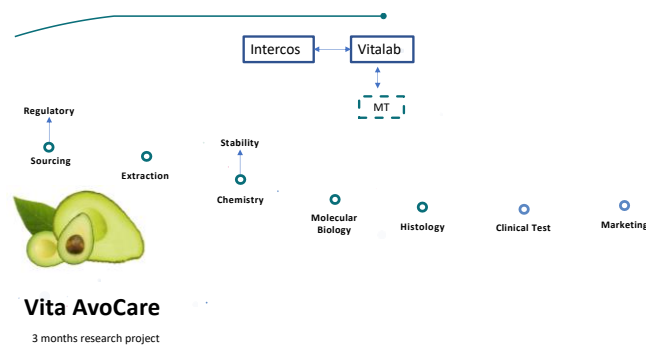 Intercos
Vitalab
MT
Regulatory
Sourcing
Extraction
Stability
Chemistry
Molecular
Biology
Histology
Clinical Test
Marketing
Vita AvoCare
3 months research project